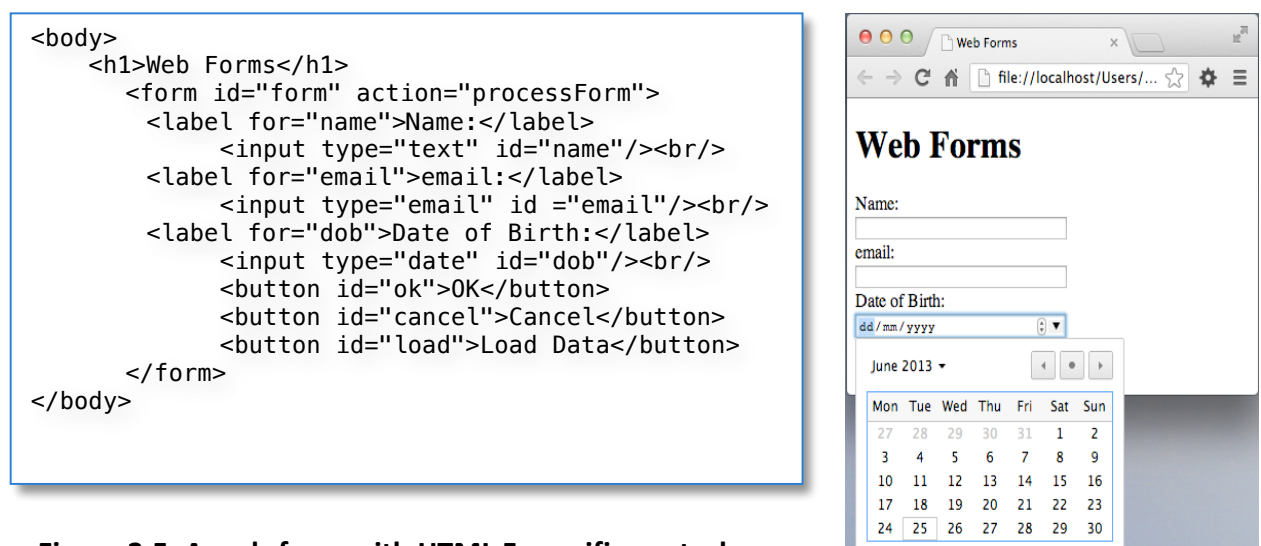 <body>
<h1>Web Forms</h1>
<form id="form" action="processForm">
<label for="name">Name:</label>
<input type="text" id="name"/><br/>
<label for="email">email:</label>
<input type="email" id ="email"/><br/>
<label for="dob">Date of Birth:</label>
<input type="date" id="dob"/><br/>
<button id="ok">OK</button>
<button id="cancel">Cancel</button>
<button id="load">Load Data</button>
</form>
</body>
Web Forms
file://localhost/Users/...
Web Forms
Name:
email:
Date of Birth:
dd/mm/yyyy
June 2013
Mon Tue Wed Thu Fri Sat Sun
27 28 29 30 31 1 2
3 4 5 6 7 8 9
10 11 12 13 14 15 16
17 18 19 20 21 22 23
24 25 26 27 28 29 30